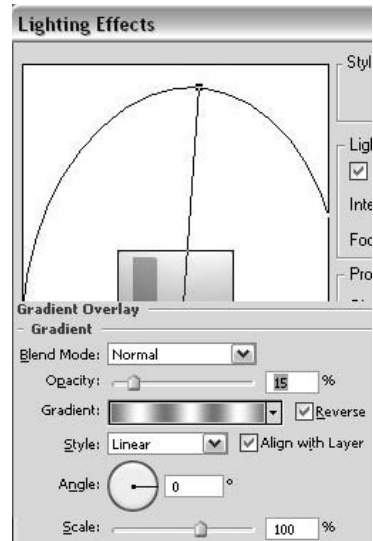 Lighting Effects
Styl
Ligh
Inte
Foc
Pro
Gradient Overlay
Gradient
Blend Mode: Normal
Opacity: 15 %
Gradient: Reverse
Style: Linear Align with Layer
Angle: 0 °
Scale: 100 %